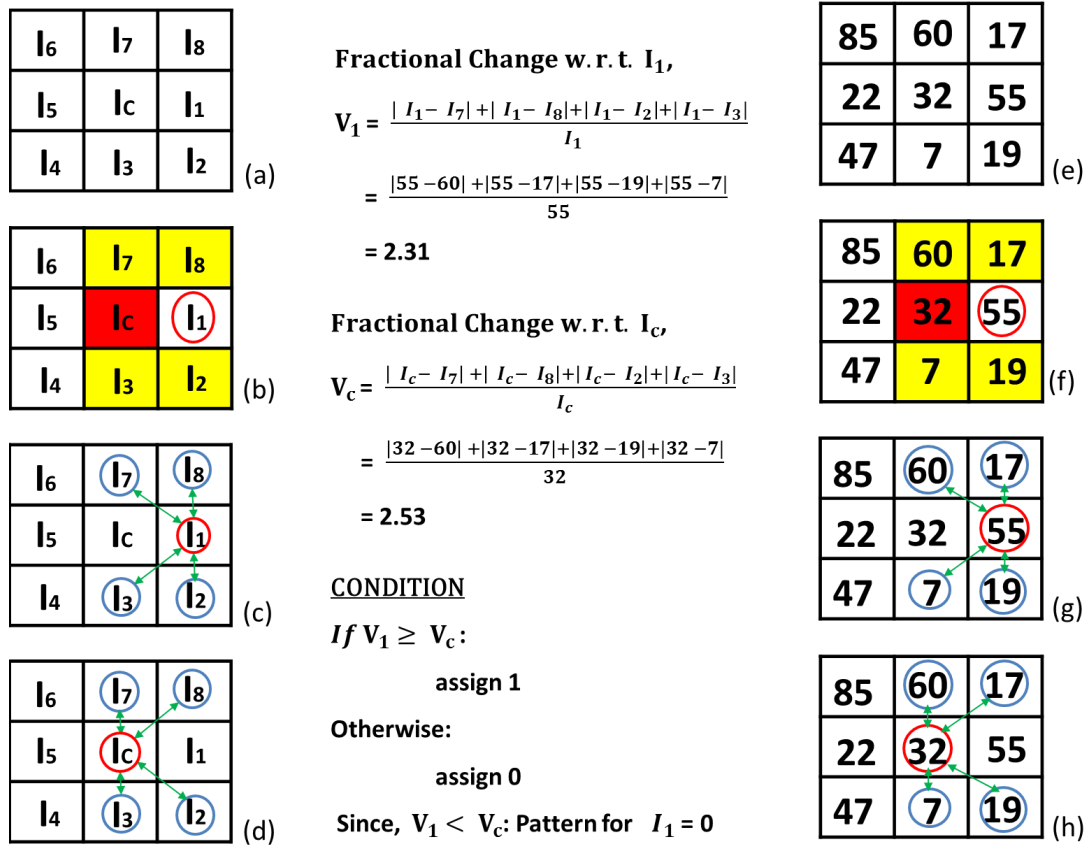 I6 I7 I8
I5 IC I1
I4 I3 I2
(a)
I6 I7 I8
I5 IC I1
I4 I3 I2
(b)
I6 I7 I8
I5 IC I1
I4 I3 I2
(c)
I6 I7 I8
I5 IC I1
I4 I3 I2
(d)
Fractional Change w. r. t. I1,
V1 = | I1 − I7| +| I1 − I8|+|I1 − I2|+|I1 − I3|
I1
= |55 −60| +|55 −17|+|55 −19|+|55 −7|
55
= 2.31
Fractional Change w. r. t. Ic,
Vc = | Ic − I7| +| Ic − I8|+|Ic − I2|+|Ic − I3|
Ic
= |32 −60| +|32 −17|+|32 −19|+|32 −7|
32
= 2.53
CONDITION
If V1 ≥ Vc :
assign 1
Otherwise:
assign 0
Since, V1 < Vc: Pattern for I1 = 0
85 60 17
22 32 55
47 7 19
(e)
85 60 17
22 32 55
47 7 19
(f)
85 60 17
22 32 55
47 7 19
(g)
85 60 17
22 32 55
47 7 19
(h)